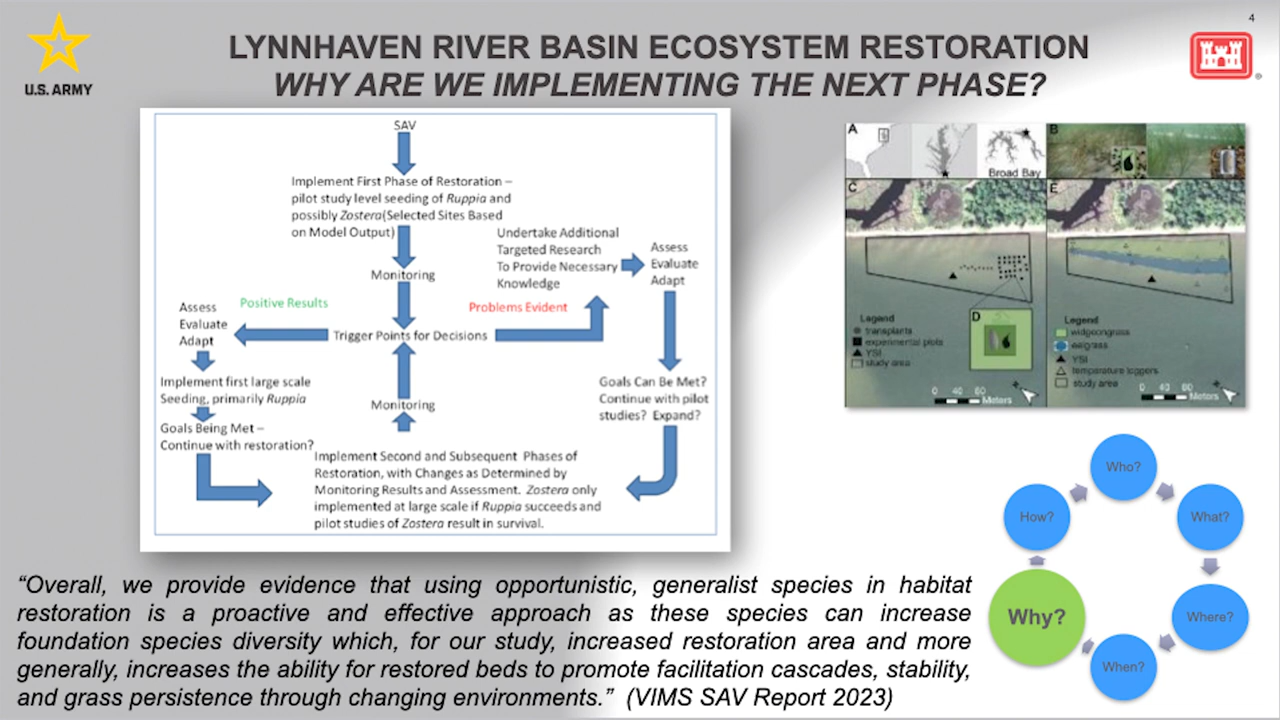 4
U.S. ARMY
LYNNHAVEN RIVER BASIN ECOSYSTEM RESTORATION
WHY ARE WE IMPLEMENTING THE NEXT PHASE?
®
SAV
Implement First Phase of Restoration –
pilot study level seeding of Ruppia and
possibly Zostera(Selected Sites Based
on Model Output)
Monitoring
Undertake Additional
Targeted Research
To Provide Necessary
Knowledge
Assess
Evaluate
Adapt
Positive Results
Problems Evident
Assess
Evaluate
Adapt
Trigger Points for Decisions
Implement first large scale
Seeding, primarily Ruppia
Monitoring
Goals Can Be Met?
Continue with pilot
studies? Expand?
Goals Being Met –
Continue with restoration?
Implement Second and Subsequent Phases of
Restoration, with Changes as Determined by
Monitoring Results and Assessment. Zostera only
implemented at large scale if Ruppia succeeds and
pilot studies of Zostera result in survival.
A
Broad Bay
B
C
E
D
Legend
transplants
experimental plots
YSI
study area
0 40 80
Meters
Legend
widgeongrass
eelgrass
YSI
temperature loggers
study area
0 40 80
Meters
Who?
What?
Where?
When?
Why?
How?
“Overall, we provide evidence that using opportunistic, generalist species in habitat
restoration is a proactive and effective approach as these species can increase
foundation species diversity which, for our study, increased restoration area and more
generally, increases the ability for restored beds to promote facilitation cascades, stability,
and grass persistence through changing environments.” (VIMS SAV Report 2023)